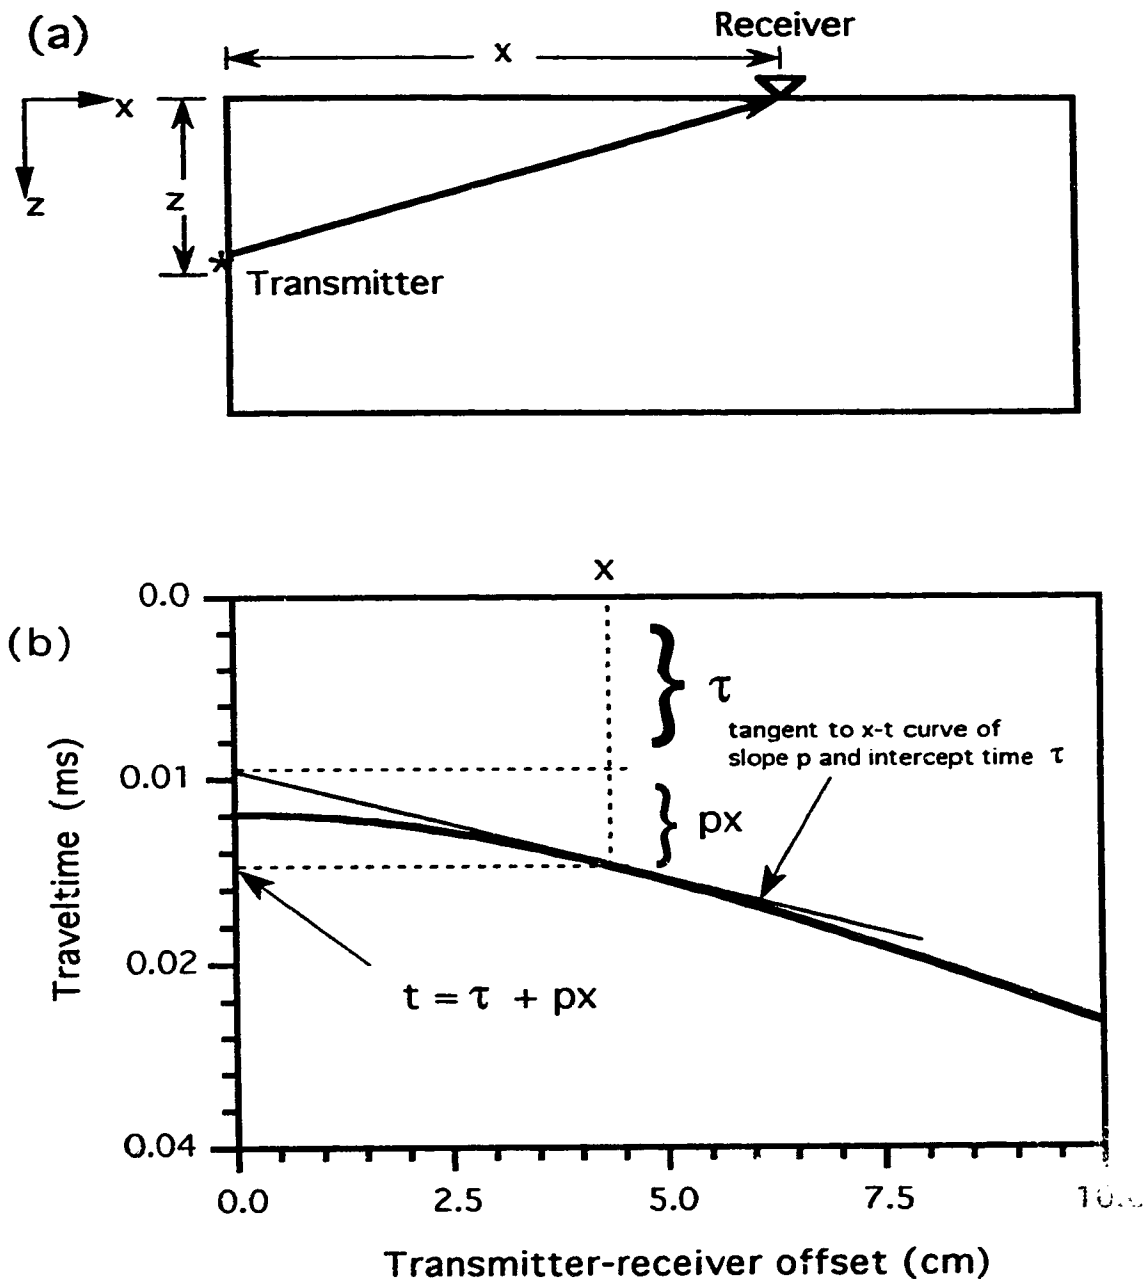 (a)
Receiver
x
x
z
z
Transmitter
x
0.0
(b)
τ
tangent to x-t curve of
slope p and intercept time τ
0.01
px
Traveltime (ms)
0.02
t = τ + px
0.04
0.0 2.5 5.0 7.5
Transmitter-receiver offset (cm)